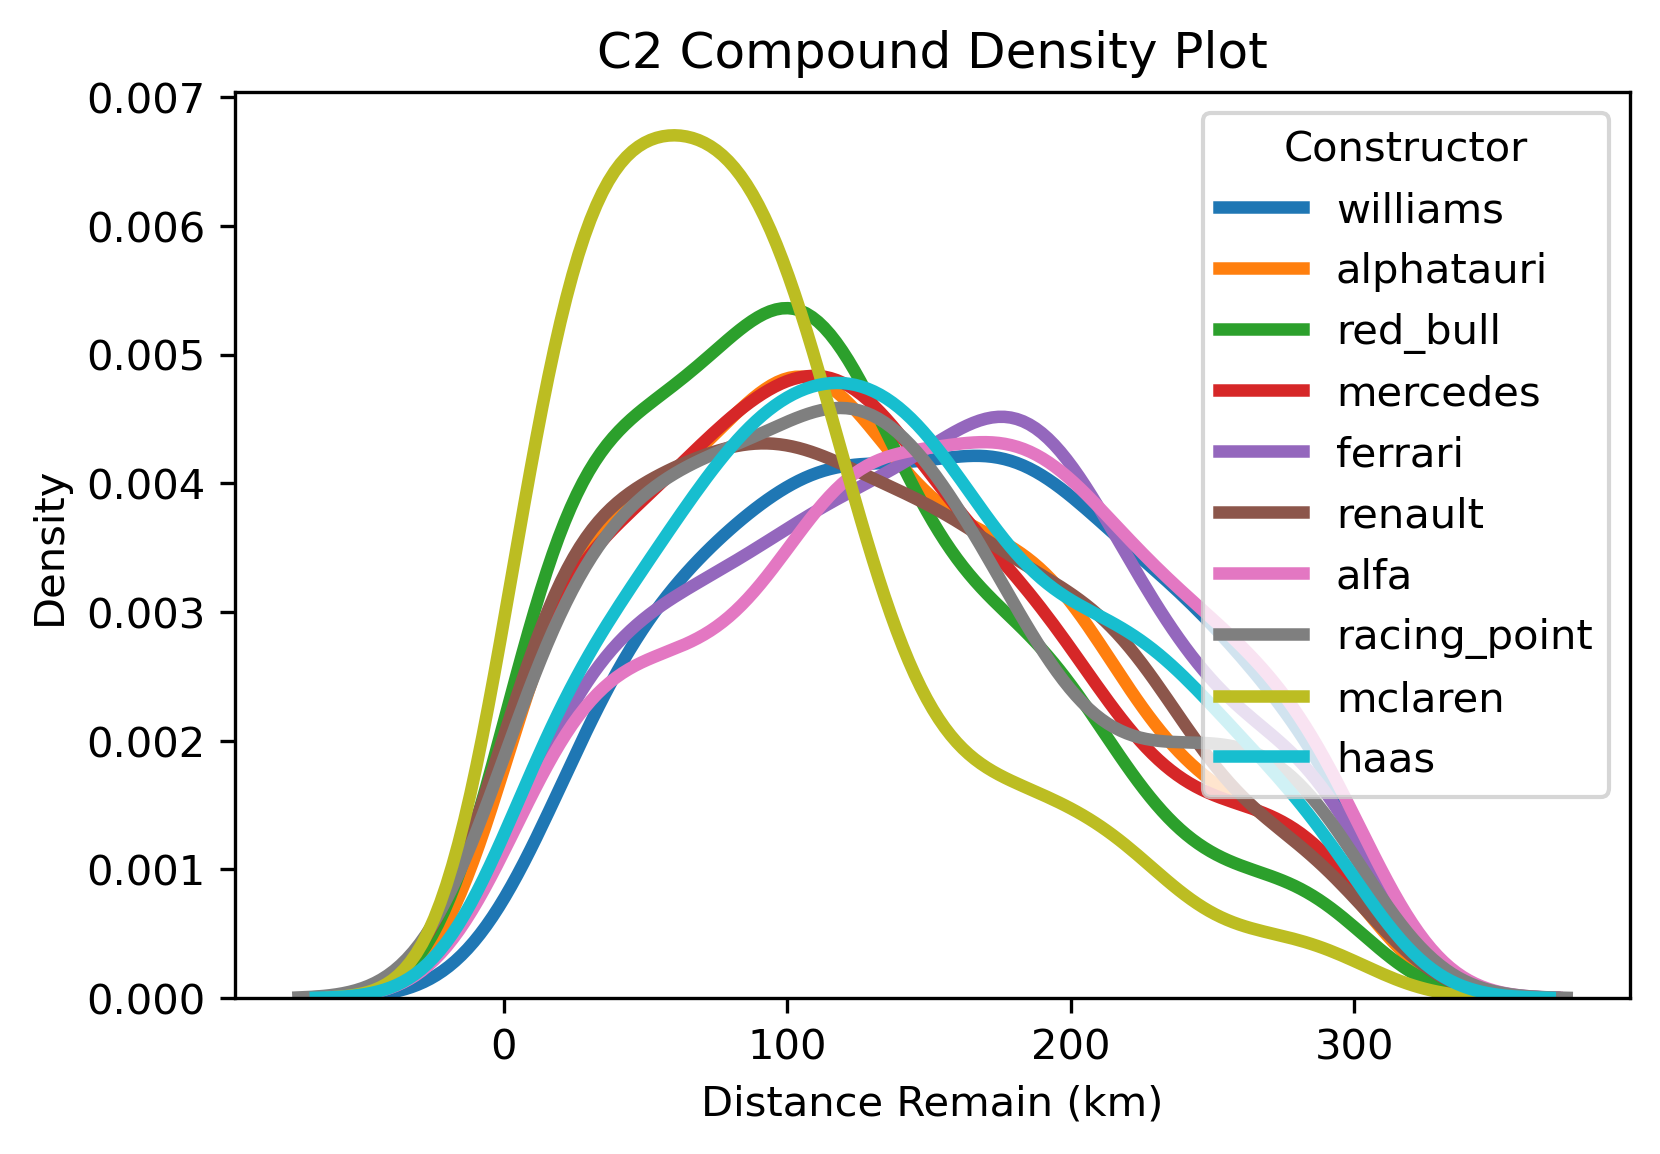 C2 Compound Density Plot
0.007
0.006
0.005
0.004
0.003
0.002
0.001
0.000
Density
0 100 200 300
Distance Remain (km)
Constructor
williams
alphatauri
red_bull
mercedes
ferrari
renault
alfa
racing_point
mclaren
haas